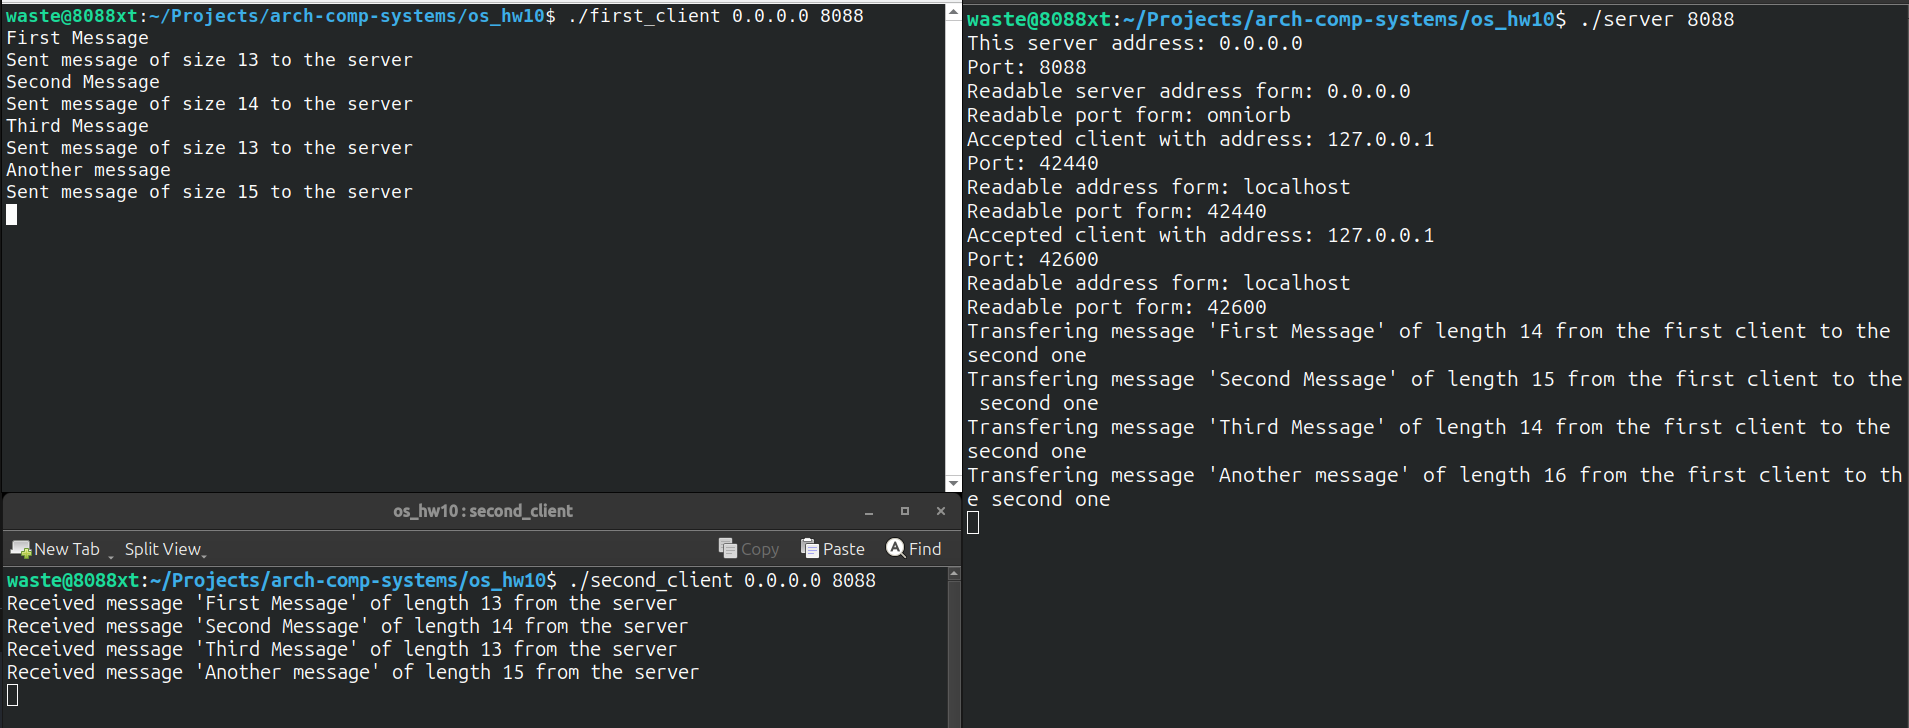 waste@8088xt:~/Projects/arch-comp-systems/os_hw10$ ./first_client 0.0.0.0 8088
First Message
Sent message of size 13 to the server
Second Message
Sent message of size 14 to the server
Third Message
Sent message of size 13 to the server
Another message
Sent message of size 15 to the server
os_hw10 : second_client
New Tab Split View Copy Paste Find
waste@8088xt:~/Projects/arch-comp-systems/os_hw10$ ./second_client 0.0.0.0 8088
Received message 'First Message' of length 13 from the server
Received message 'Second Message' of length 14 from the server
Received message 'Third Message' of length 13 from the server
Received message 'Another message' of length 15 from the server
waste@8088xt:~/Projects/arch-comp-systems/os_hw10$ ./server 8088
This server address: 0.0.0.0
Port: 8088
Readable server address form: 0.0.0.0
Readable port form: omniorb
Accepted client with address: 127.0.0.1
Port: 42440
Readable address form: localhost
Readable port form: 42440
Accepted client with address: 127.0.0.1
Port: 42600
Readable address form: localhost
Readable port form: 42600
Transfering message 'First Message' of length 14 from the first client to the
second one
Transfering message 'Second Message' of length 15 from the first client to the
 second one
Transfering message 'Third Message' of length 14 from the first client to the
second one
Transfering message 'Another message' of length 16 from the first client to th
e second one